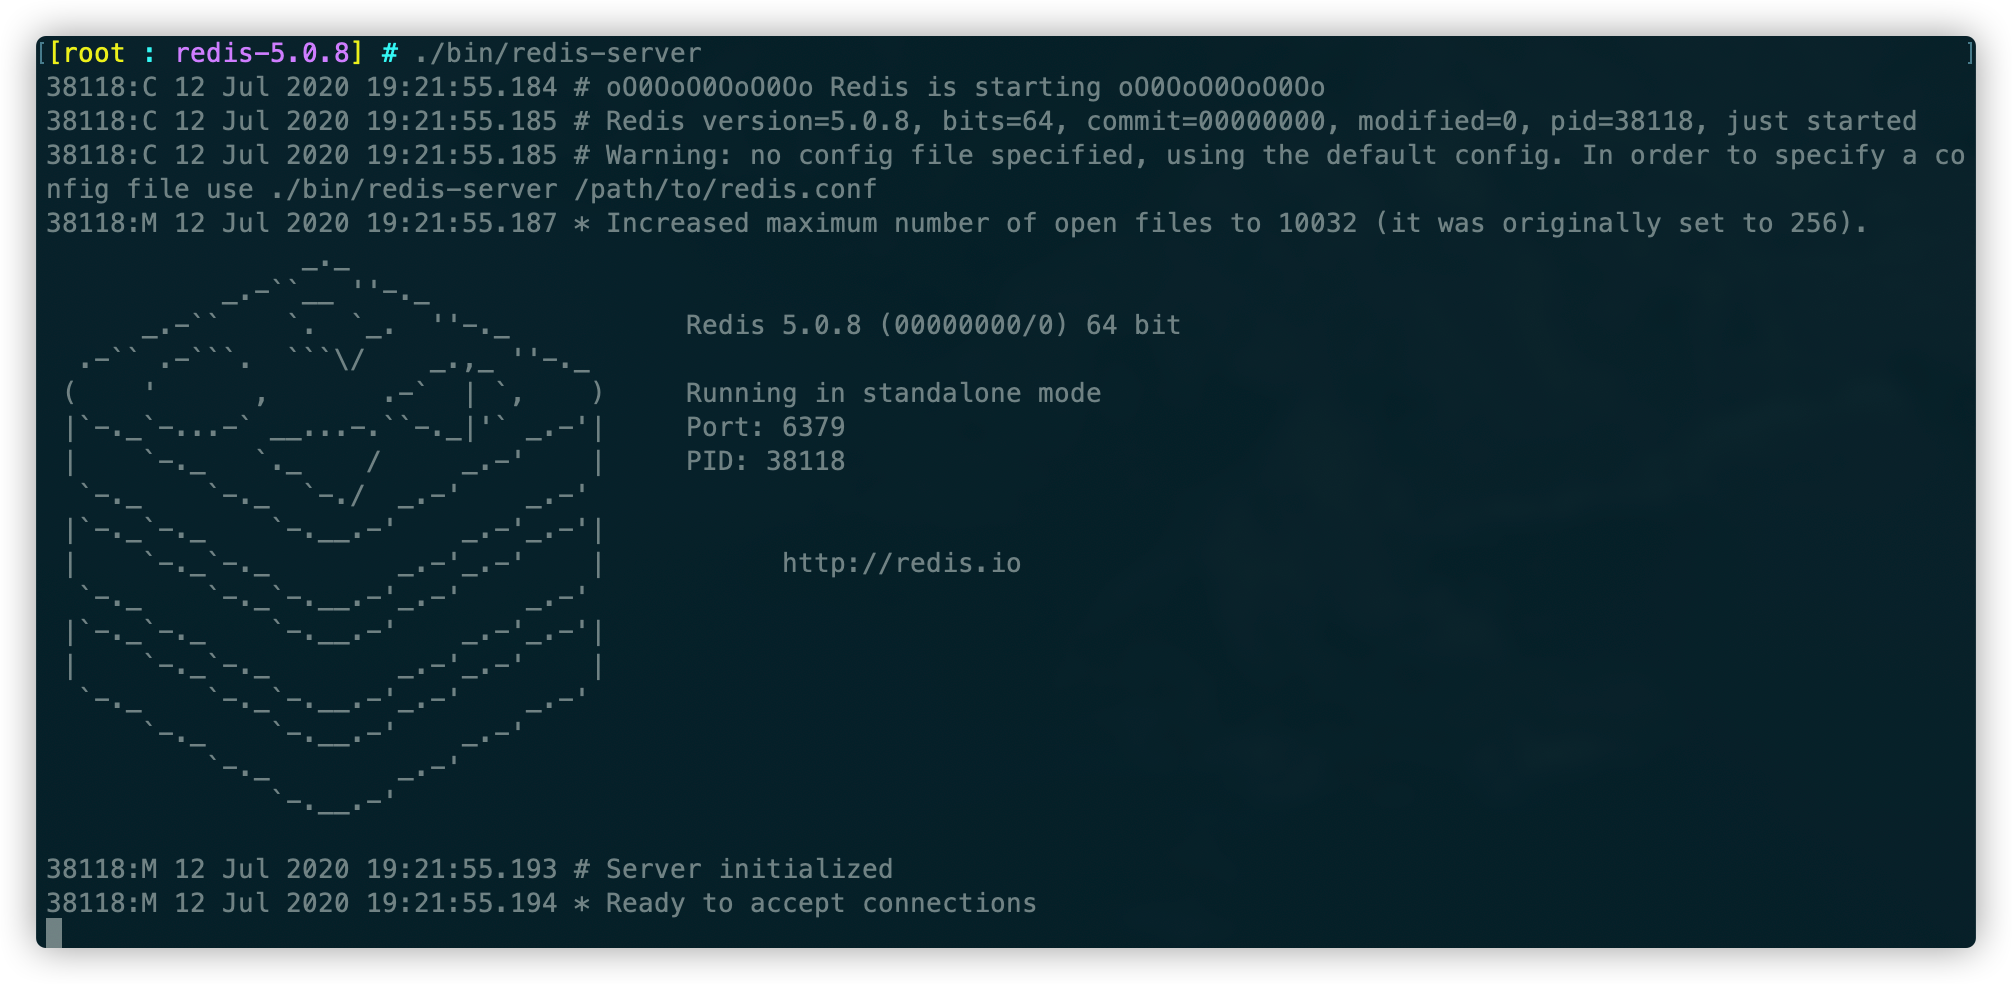 [root : redis-5.0.8] # ./bin/redis-server
38118:C 12 Jul 2020 19:21:55.184 # oO0OoO0OoO0Oo Redis is starting oO0OoO0OoO0Oo
38118:C 12 Jul 2020 19:21:55.185 # Redis version=5.0.8, bits=64, commit=00000000, modified=0, pid=38118, just started
38118:C 12 Jul 2020 19:21:55.185 # Warning: no config file specified, using the default config. In order to specify a co
nfig file use ./bin/redis-server /path/to/redis.conf
38118:M 12 Jul 2020 19:21:55.187 * Increased maximum number of open files to 10032 (it was originally set to 256).
Redis 5.0.8 (00000000/0) 64 bit
Running in standalone mode
Port: 6379
PID: 38118
http://redis.io
38118:M 12 Jul 2020 19:21:55.193 # Server initialized
38118:M 12 Jul 2020 19:21:55.194 * Ready to accept connections